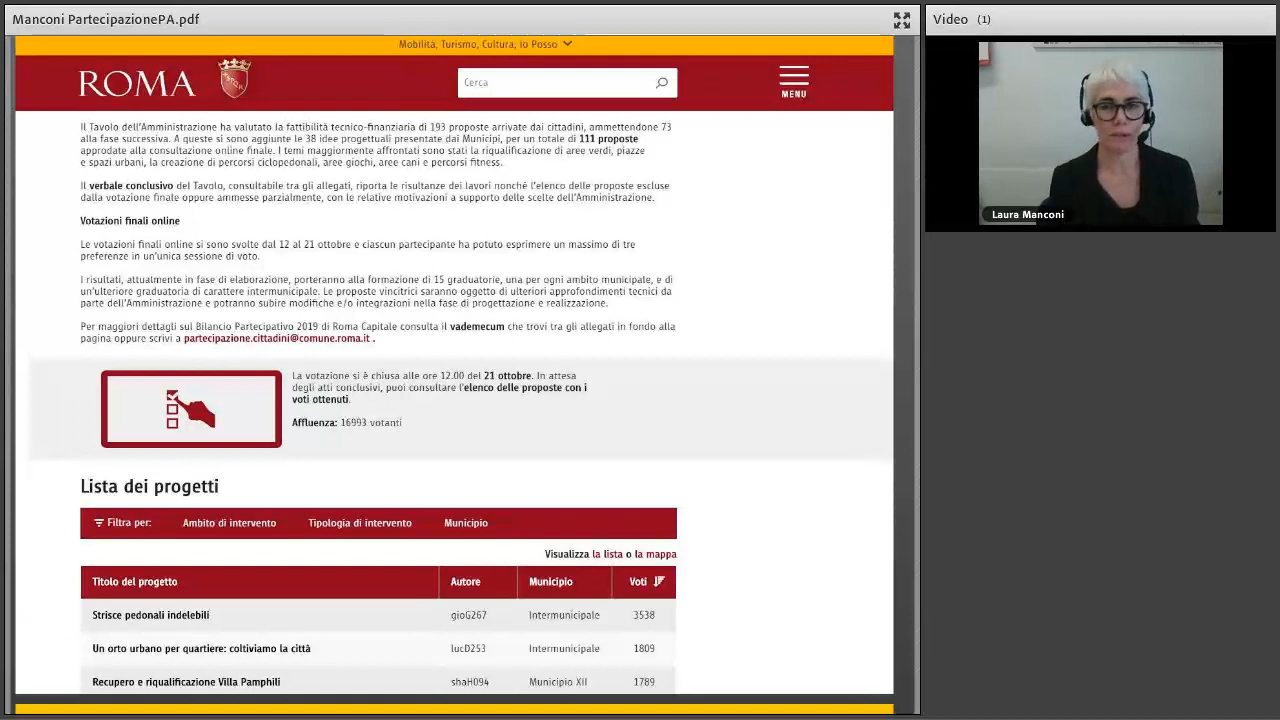 Manconi PartecipazionePA.pdf
Video (1)
Mobilità, Turismo, Cultura, io Posso
ROMA
Cerca
MENU
Il Tavolo dell'Amministrazione ha valutato la fattibilità tecnico-finanziaria di 193 proposte arrivate dai cittadini, ammettendone 73
alla fase successiva. A queste si sono aggiunte le 38 idee progettuali presentate dai Municipi, per un totale di 111 proposte
approdate alla consultazione online finale. I temi maggiormente affrontati sono stati la riqualificazione di aree verdi, piazze
e spazi urbani, la creazione di percorsi ciclopedonali, aree giochi, aree cani e percorsi fitness.
Il verbale conclusivo del Tavolo, consultabile tra gli allegati, riporta le risultanze dei lavori nonché l'elenco delle proposte escluse
dalla votazione finale oppure ammesse parzialmente, con le relative motivazioni a supporto delle scelte dell'Amministrazione.
Votazioni finali online
Le votazioni finali online si sono svolte dal 12 al 21 ottobre e ciascun partecipante ha potuto esprimere un massimo di tre
preferenze in un'unica sessione di voto.
I risultati, attualmente in fase di elaborazione, porteranno alla formazione di 15 graduatorie, una per ogni ambito municipale, e di
un'ulteriore graduatoria di carattere intermunicipale. Le proposte vincitrici saranno oggetto di ulteriori approfondimenti tecnici da
parte dell'Amministrazione e potranno subire modifiche e/o integrazioni nella fase di progettazione e realizzazione.
Per maggiori dettagli sul Bilancio Partecipativo 2019 di Roma Capitale consulta il vademecum che trovi tra gli allegati in fondo alla
pagina oppure scrivi a partecipazione.cittadini@comune.roma.it .
La votazione si è chiusa alle ore 12.00 del 21 ottobre. In attesa
degli atti conclusivi, puoi consultare l'elenco delle proposte con i
voti ottenuti.
Affluenza: 16993 votanti
Lista dei progetti
Filtra per: Ambito di intervento Tipologia di intervento Municipio
Visualizza la lista o la mappa
Titolo del progetto Autore Municipio Voti
Strisce pedonali indelebili gioG267 Intermunicipale 3538
Un orto urbano per quartiere: coltiviamo la città lucD253 Intermunicipale 1809
Recupero e riqualificazione Villa Pamphili shaH094 Municipio XII 1789
Laura Manconi